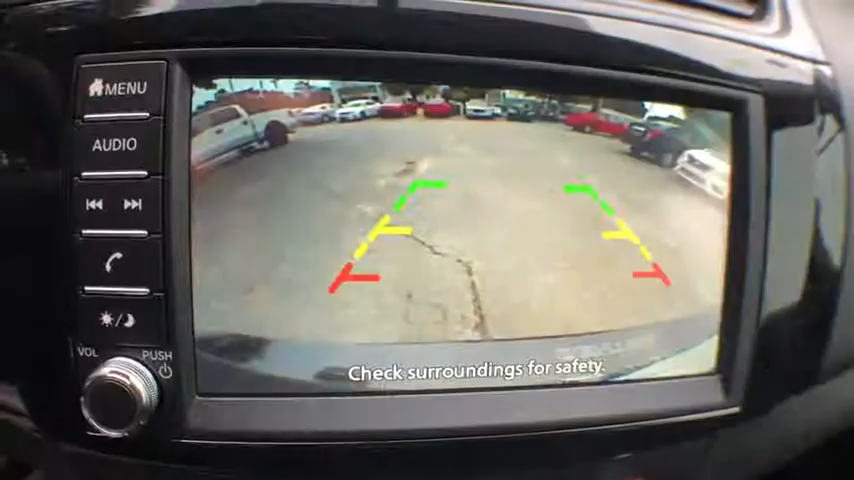 MENU
AUDIO
VOL
PUSH
Check surroundings for safety.